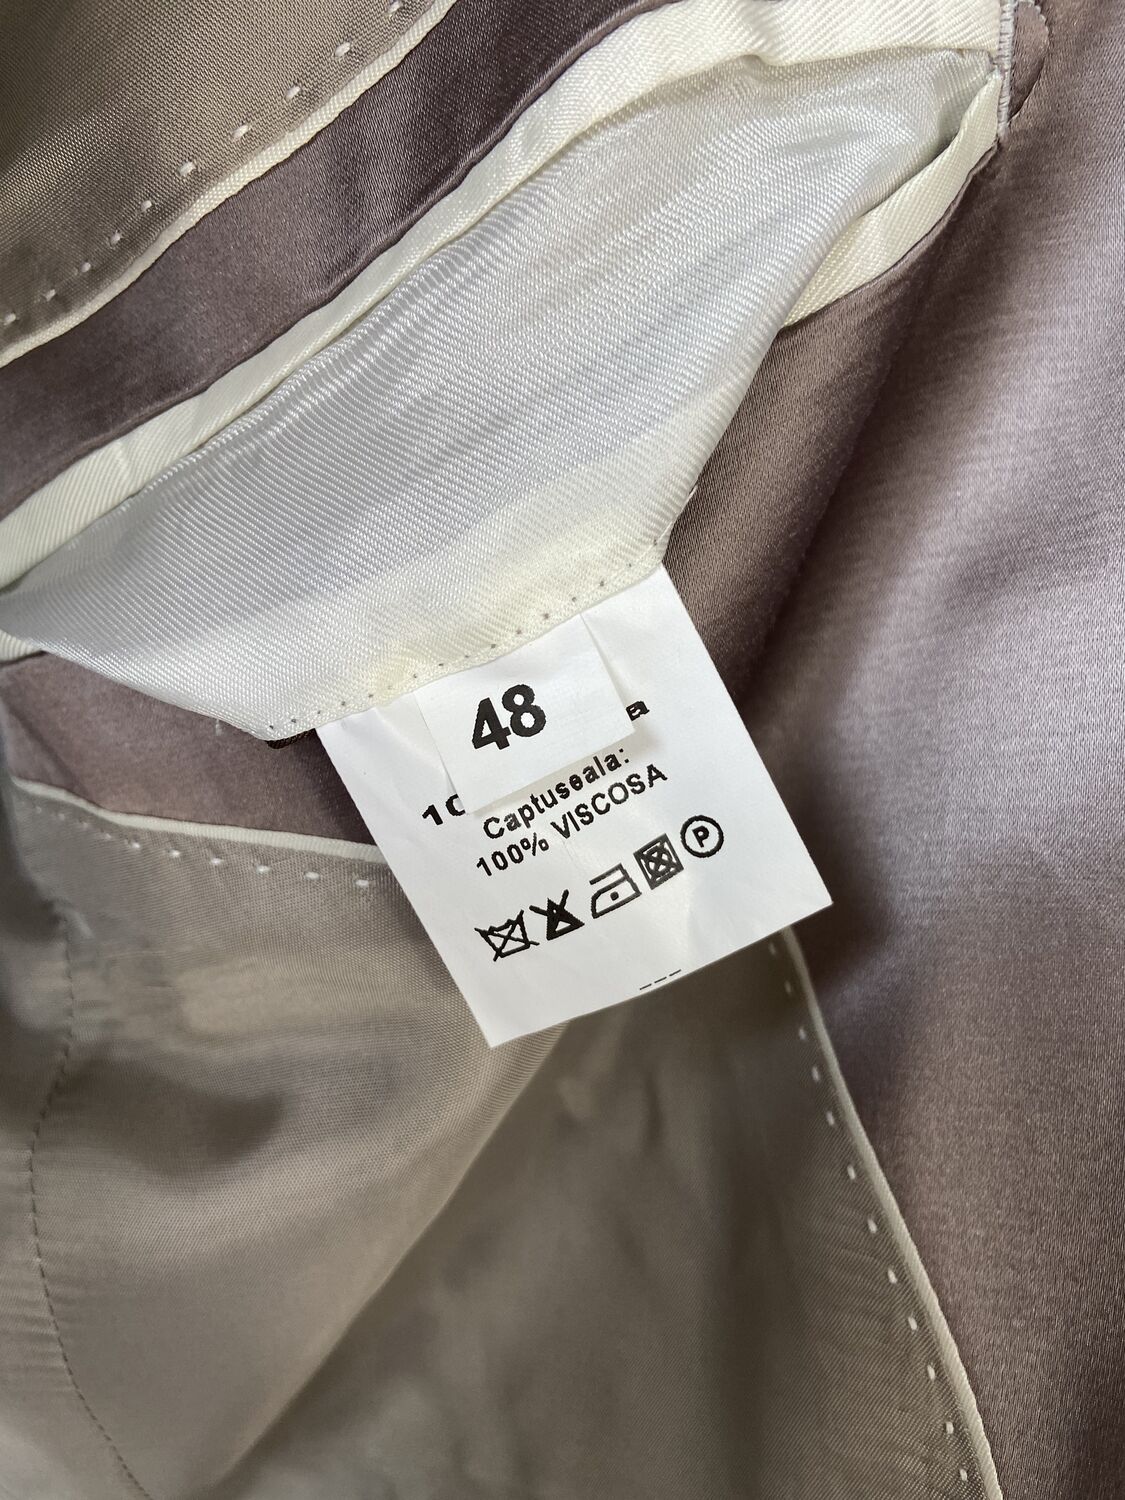 48
Captuseala:
100% VISCOSA
P